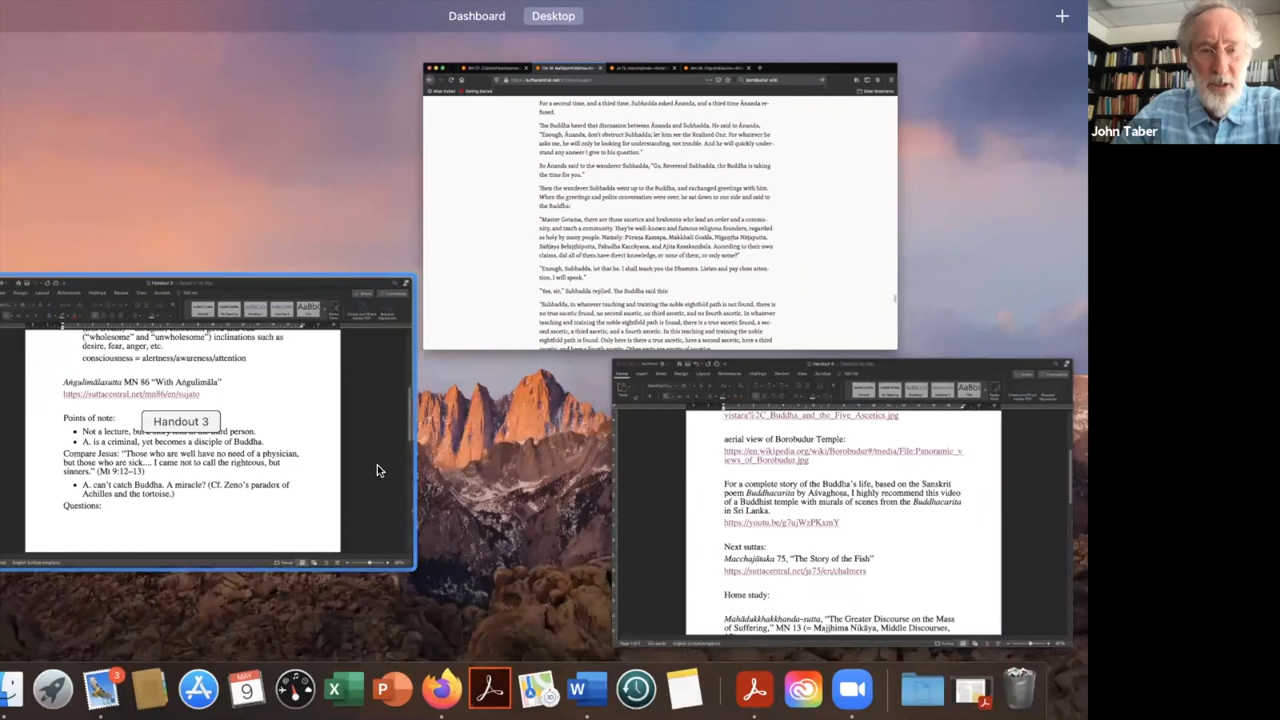 Dashboard
Desktop
John Taber
For a second time, and a third time, Subhadda asked Ānanda, and a third time Ānanda re-
fused.
The Buddha heard that discussion between Ānanda and Subhadda. He said to Ānanda,
"Enough, Ānanda, don't obstruct Subhadda; let him see the Realized One. For whatever he
asks me, he will only be looking for understanding, not trouble. And he will quickly under-
stand any answer I give to his question."
So Ānanda said to the wanderer Subhadda, "Go, Reverend Subhadda, the Buddha is taking
the time for you."
Then the wanderer Subhadda went up to the Buddha, and exchanged greetings with him.
When the greetings and polite conversation were over, he sat down to one side and said to
the Buddha:
"Master Gotama, there are those ascetics and brahmins who lead an order and a commu-
nity, and teach a community. They're well-known and famous religious founders, regarded
as holy by many people. Namely: Pūraṇa Kassapa, Makkhali Gosāla, Nigaṇṭha Nāṭaputta,
Sañjaya Belaṭṭhiputta, Pakudha Kaccāyana, and Ajita Kesakambala. According to their own
claims, did all of them have direct knowledge, or none of them, or only some?"
"Enough, Subhadda, let that be. I shall teach you the Dhamma. Listen and pay close atten-
tion, I will speak."
"Yes, sir," Subhadda replied. The Buddha said this:
"Subhadda, in whatever teaching and training the noble eightfold path is not found, there is
no true ascetic found, no second ascetic, no third ascetic, and no fourth ascetic. In whatever
teaching and training the noble eightfold path is found, there is a true ascetic, a sec-
ond ascetic, a third ascetic, and a fourth ascetic. In this teaching and training the noble
eightfold path is found. Only here is there a true ascetic, here a second ascetic, here a third
("wholesome" and "unwholesome") inclinations such as
desire, fear, anger, etc.
consciousness = alertness/awareness/attention
Aṅgulimālasutta MN 86 "With Aṅgulimāla"
https://suttacentral.net/mn86/en/sujato
Points of note:
Handout 3
• Not a lecture, but a story told in the third person.
• A. is a criminal, yet becomes a disciple of Buddha.
Compare Jesus: "Those who are well have no need of a physician,
but those who are sick.... I came not to call the righteous, but
sinners." (Mt 9:12–13)
• A. can't catch Buddha. A miracle? (Cf. Zeno's paradox of
Achilles and the tortoise.)
Questions:
vistara%2C_Buddha_and_the_Five_Ascetics.jpg
aerial view of Borobudur Temple:
https://en.wikipedia.org/wiki/Borobudur#/media/File:Panoramic_v
iews_of_Borobudur.jpg
For a complete story of the Buddha's life, based on the Sanskrit
poem Buddhacarita by Aśvaghoṣa, I highly recommend this video
of a Buddhist temple with murals of scenes from the Buddhacarita
in Sri Lanka.
https://youtu.be/g7ujWzPKxmY
Next suttas:
Macchajātaka 75, "The Story of the Fish"
https://suttacentral.net/ja75/en/chalmers
Home study:
Mahādukkhakkhanda-sutta, "The Greater Discourse on the Mass
of Suffering," MN 13 (= Majjhima Nikāya, Middle Discourses,
3
MAY
9